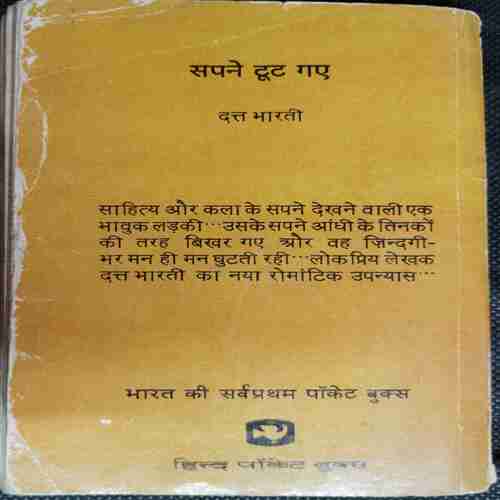 सपने टूट गए
दत्त भारती
साहित्य और कला के सपने देखने वाली एक
भावुक लड़की···उसके सपने आंधी के तिनकों
की तरह बिखर गए और वह ज़िन्दगी-
भर मन ही मन घुटती रही···लोकप्रिय लेखक
दत्त भारती का नया रोमांटिक उपन्यास···
भारत की सर्वप्रथम पॉकेट बुक्स
हिन्द पॉकेट बुक्स